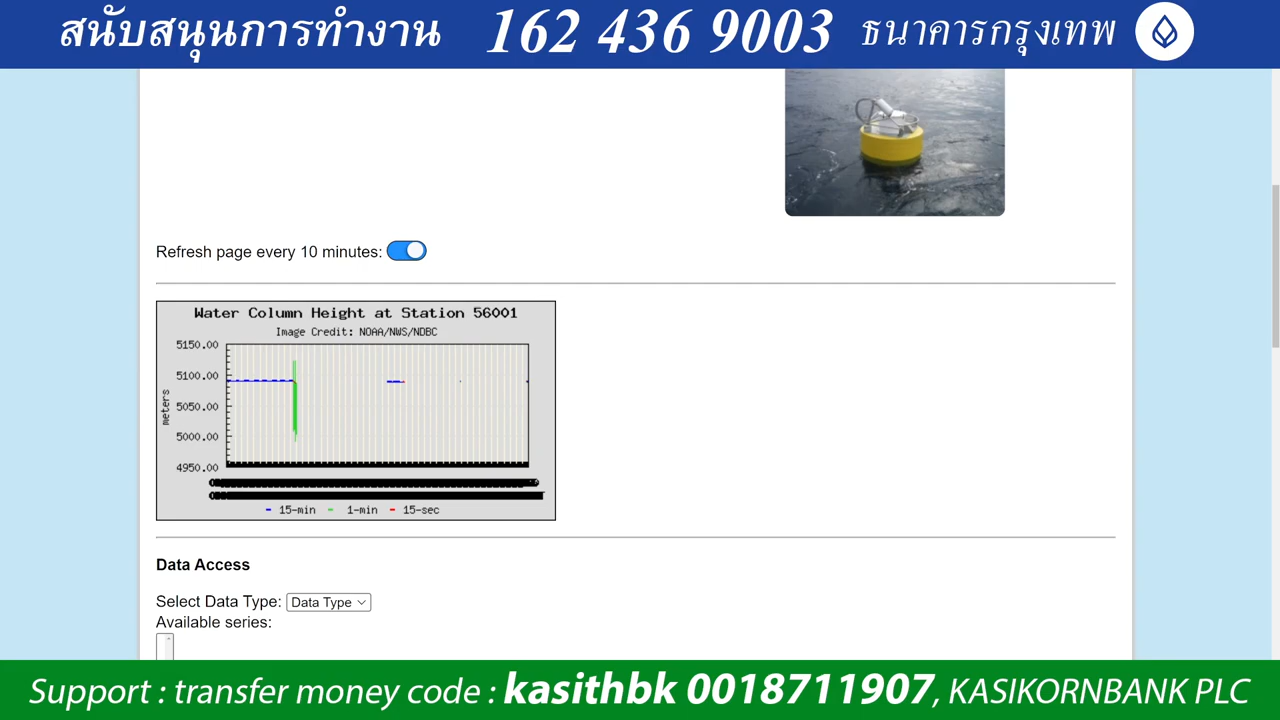 สนับสนุนการทำงาน 162 436 9003 ธนาคารกรุงเทพ
Refresh page every 10 minutes:
Water Column Height at Station 56001
Image Credit: NOAA/NWS/NDBC
5150.00
5100.00
5050.00
5000.00
4950.00
meters
15-min 1-min 15-sec
Data Access
Select Data Type: Data Type
Available series:
Support : transfer money code : kasithbk 0018711907, KASIKORNBANK PLC